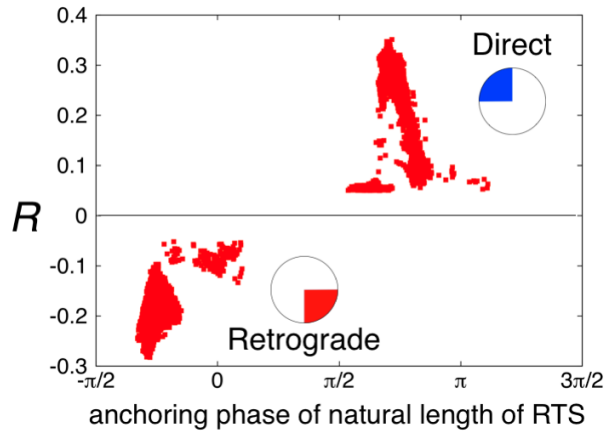 0.4
Direct
0.3
0.2
0.1
R
0
-0.1
-0.2
Retrograde
-0.3
-π/2
0
π/2
π
3π/2
anchoring phase of natural length of RTS